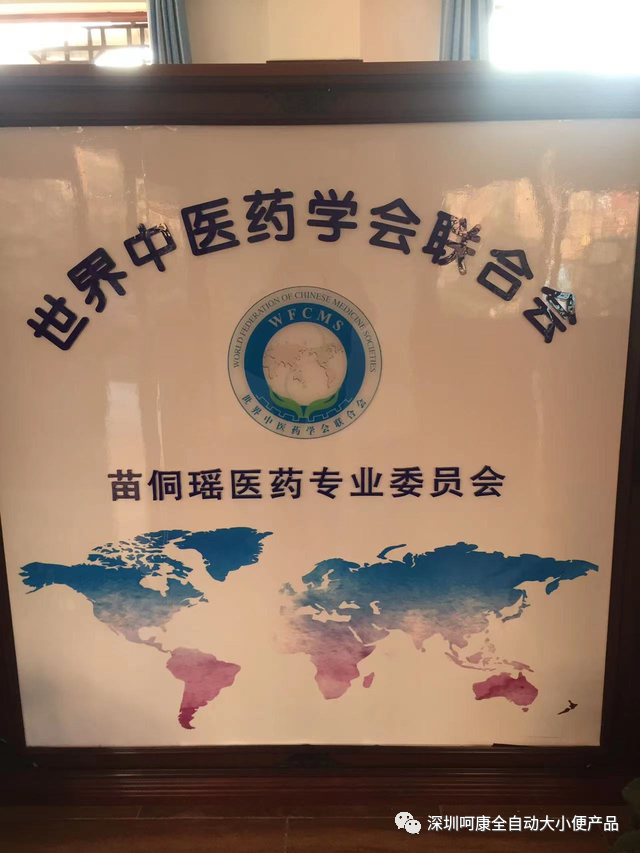 世界中医药学会联合会
WORLD FEDERATION OF CHINESE MEDICINE SOCIETIES
WFCMS
世界中医药学会联合会
苗侗瑶医药专业委员会
深圳呵康全自动大小便产品